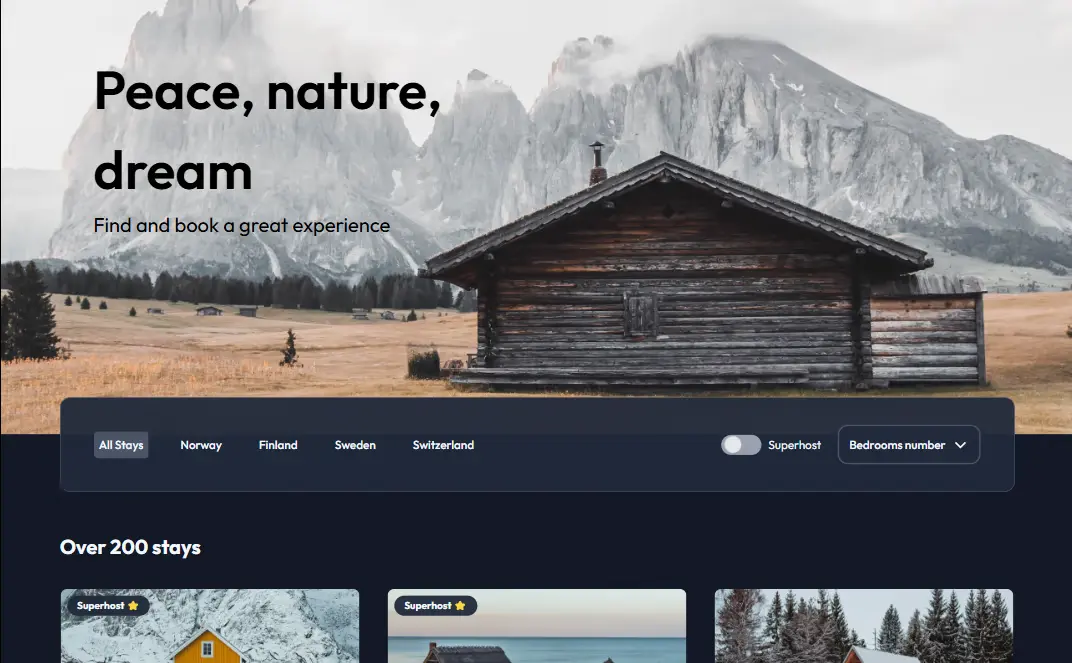 Peace, nature,
dream
Find and book a great experience
All Stays Norway Finland Sweden Switzerland Superhost Bedrooms number
Over 200 stays
Superhost Superhost